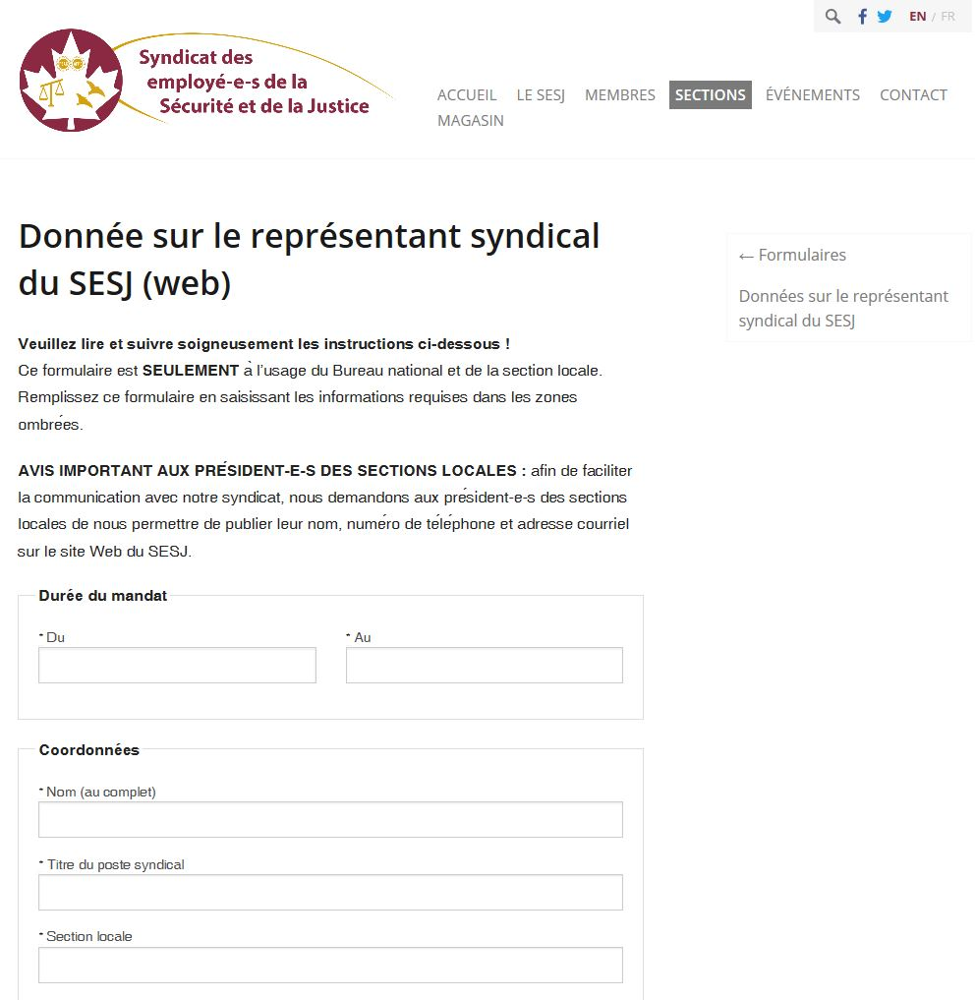 EN / FR
Syndicat des
employé-e-s de la
Sécurité et de la Justice
ACCUEIL LE SESJ MEMBRES SECTIONS ÉVÉNEMENTS CONTACT
MAGASIN
Donnée sur le représentant syndical
du SESJ (web)
← Formulaires
Données sur le représentant
syndical du SESJ
Veuillez lire et suivre soigneusement les instructions ci-dessous !
Ce formulaire est SEULEMENT à l’usage du Bureau national et de la section locale.
Remplissez ce formulaire en saisissant les informations requises dans les zones
ombrées.
AVIS IMPORTANT AUX PRÉSIDENT-E-S DES SECTIONS LOCALES : afin de faciliter
la communication avec notre syndicat, nous demandons aux président-e-s des sections
locales de nous permettre de publier leur nom, numéro de téléphone et adresse courriel
sur le site Web du SESJ.
Durée du mandat
* Du
* Au
Coordonnées
* Nom (au complet)
* Titre du poste syndical
* Section locale